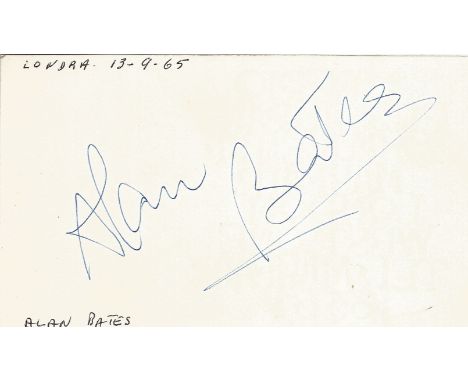 LONDRA. 13-9-65
Alan Bates
ALAN BATES